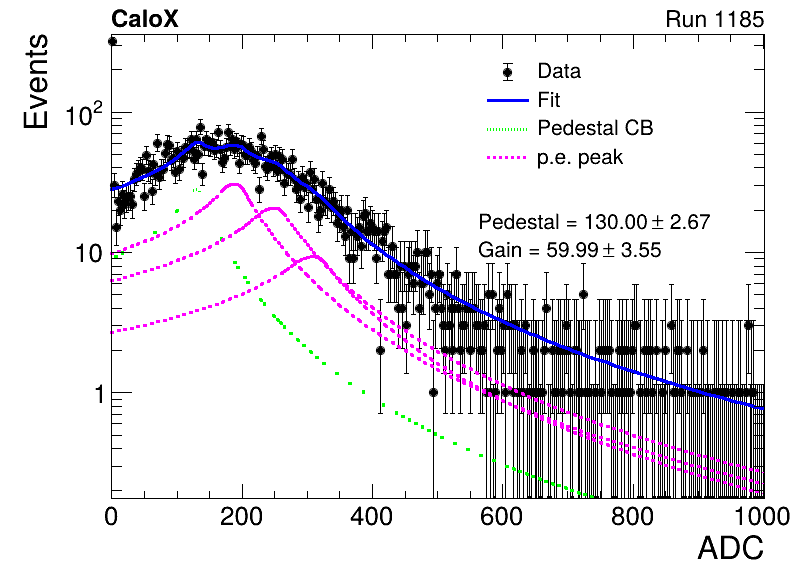 CaloX Run 1185
Events
Data
Fit
Pedestal CB
p.e. peak
Pedestal = 130.00 ± 2.67
Gain = 59.99 ± 3.55
10²
10
1
0 200 400 600 800 1000
ADC